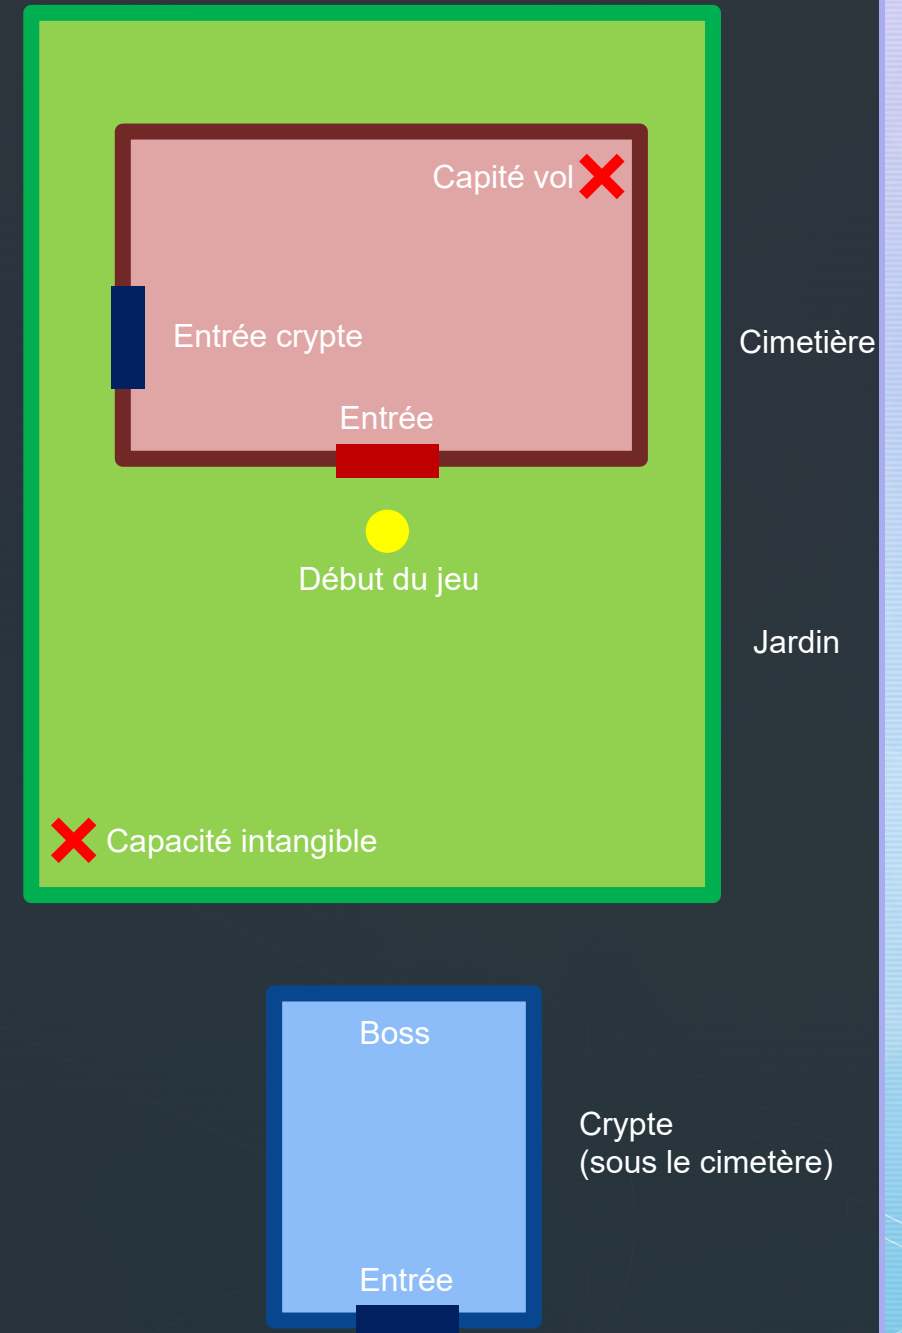 Capité vol
Entrée crypte
Cimetière
Entrée
Début du jeu
Jardin
Capacité intangible
Boss
Crypte
(sous le cimetère)
Entrée